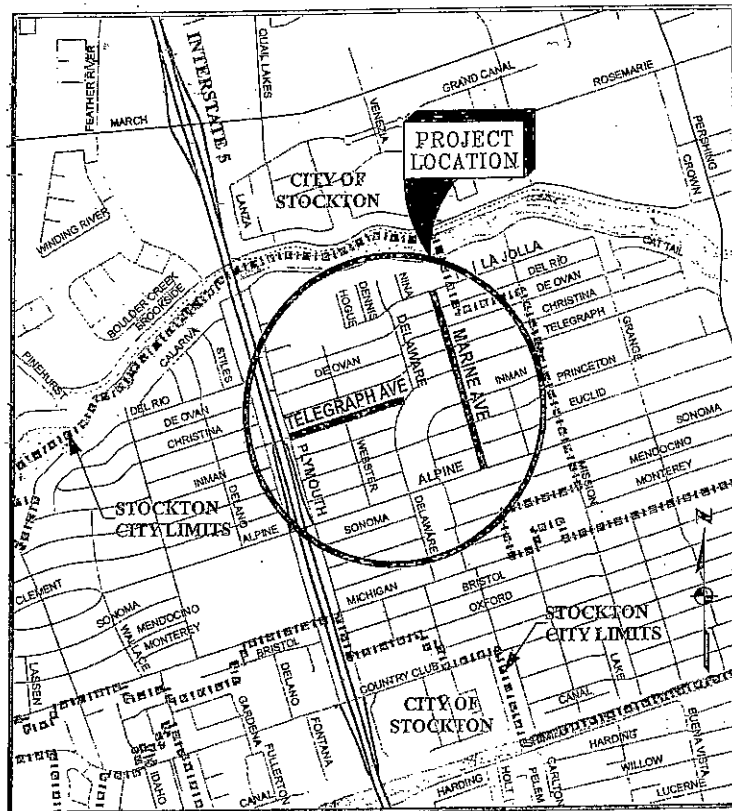 INTERSTATE 5
QUAIL LAKES
FEATHER RIVER
GRAND CANAL
ROSEMARIE
MARCH
VENEZIA
PROJECT
LOCATION
PERSHING
CROWN
CITY OF
STOCKTON
LANZA
WINDING RIVER
CAT TAIL
LA JOLLA
DEL RIO
DE OVAN
CHRISTINA
TELEGRAPH
BOULDER CREEK
BROOKSIDE
CALARIVA
NINA
DENNIS
HOGUE
STILES
PINEHURST
DELAWARE
MARINE AVE
GRANGE
DE OVAN
INMAN
PRINCETON
EUCLID
TELEGRAPH AVE
DEL RIO
DE OVAN
CHRISTINA
SONOMA
MENDOCINO
MONTEREY
INMAN
PLYMOUTH
WEBSTER
ALPINE
MISSION
STOCKTON
CITY LIMITS
DELANO
ALPINE
SONOMA
DELAWARE
Z
CLEMENT
MICHIGAN
BRISTOL
OXFORD
SONOMA
MENDOCINO
MONTEREY
WALLACE
BRISTOL
STOCKTON
CITY LIMITS
COUNTRY CLUB
LASSEN
DELANO
LAKE
CITY OF
STOCKTON
CANAL
GARDENA
FULLERTON
FONTANA
HARDING
WILLOW
BUENA VISTA
IDAHO
CANAL
HARDING
HOLT
PELEM
CARLTON
LUCERNE